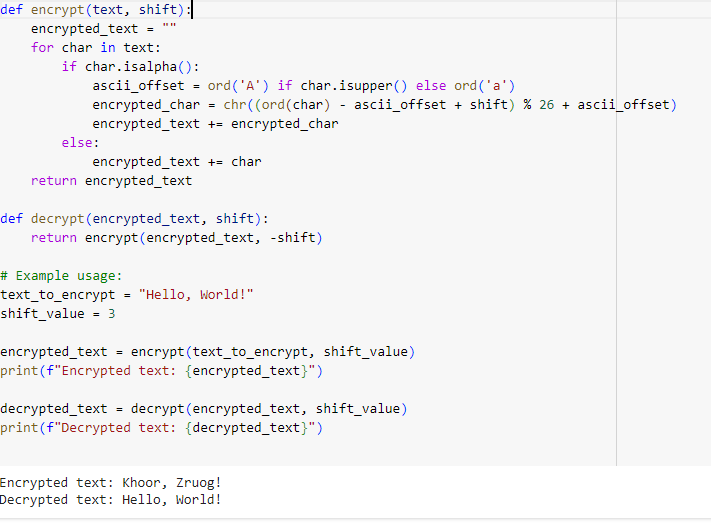 def encrypt(text, shift):
    encrypted_text = ""
    for char in text:
        if char.isalpha():
            ascii_offset = ord('A') if char.isupper() else ord('a')
            encrypted_char = chr((ord(char) - ascii_offset + shift) % 26 + ascii_offset)
            encrypted_text += encrypted_char
        else:
            encrypted_text += char
    return encrypted_text

def decrypt(encrypted_text, shift):
    return encrypt(encrypted_text, -shift)

# Example usage:
text_to_encrypt = "Hello, World!"
shift_value = 3

encrypted_text = encrypt(text_to_encrypt, shift_value)
print(f"Encrypted text: {encrypted_text}")

decrypted_text = decrypt(encrypted_text, shift_value)
print(f"Decrypted text: {decrypted_text}")

Encrypted text: Khoor, Zruog!
Decrypted text: Hello, World!